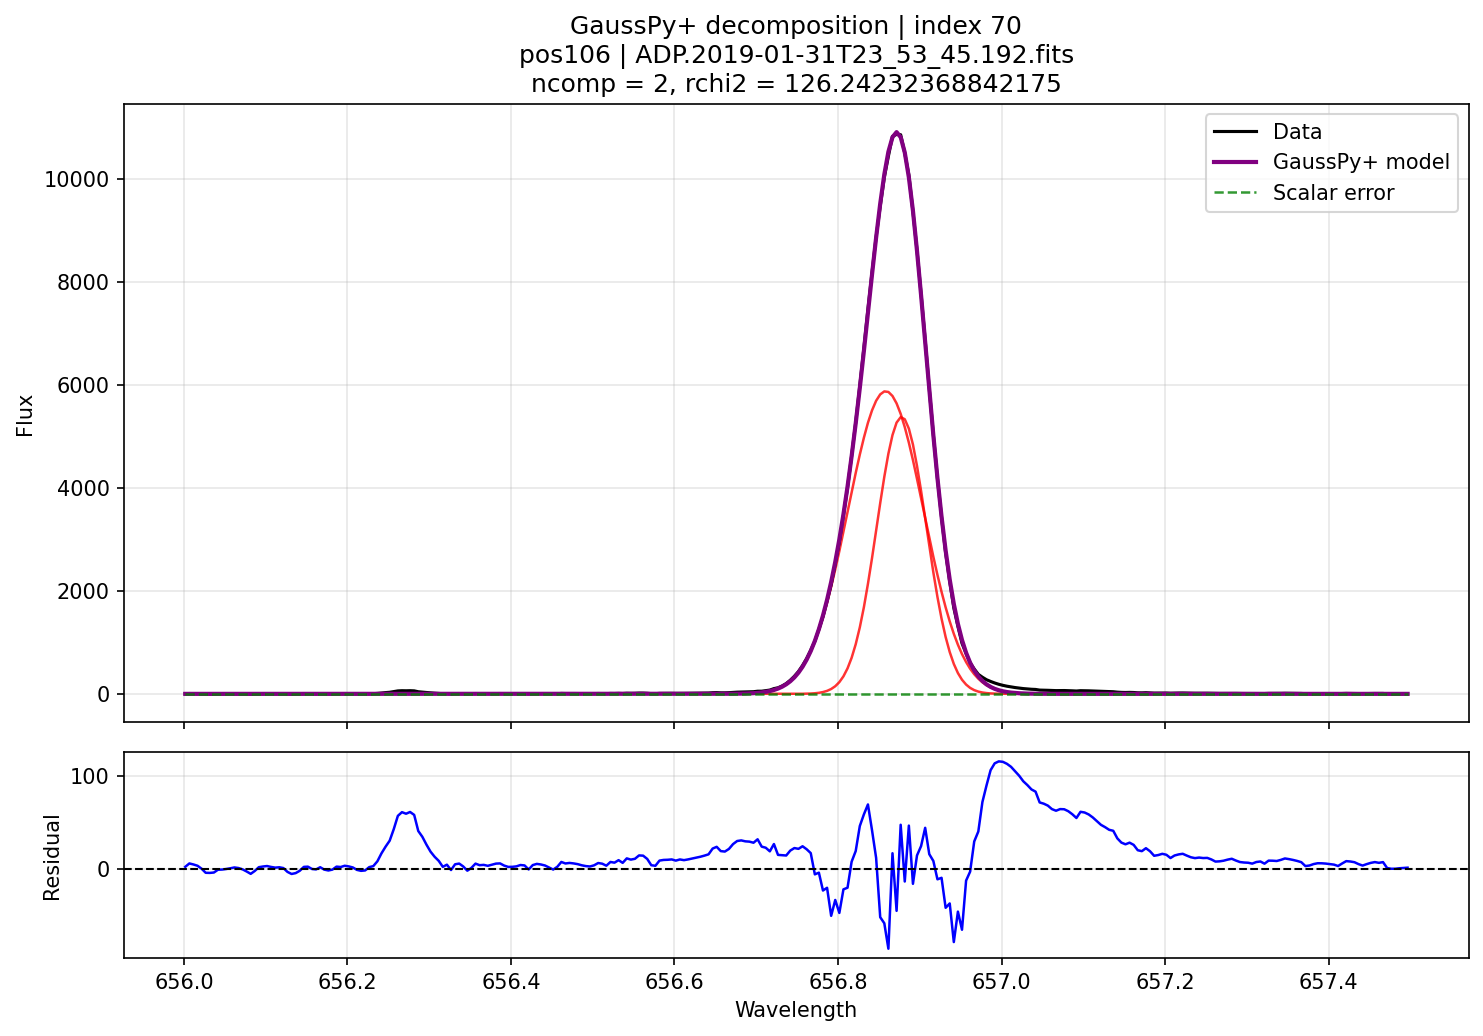 GaussPy+ decomposition | index 70
pos106 | ADP.2019-01-31T23_53_45.192.fits
ncomp = 2, rchi2 = 126.24232368842175
Data
GaussPy+ model
Scalar error
Flux
10000
8000
6000
4000
2000
0
Residual
100
0
656.0
656.2
656.4
656.6
656.8
657.0
657.2
657.4
Wavelength